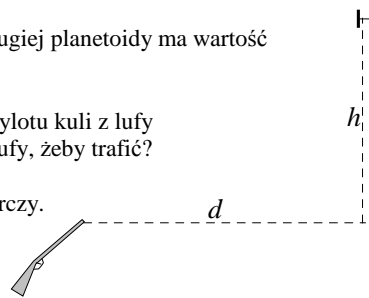 ugiej planetoidy ma wartość
ylotu kuli z lufy
ufy, żeby trafić?
rczy.
h
d